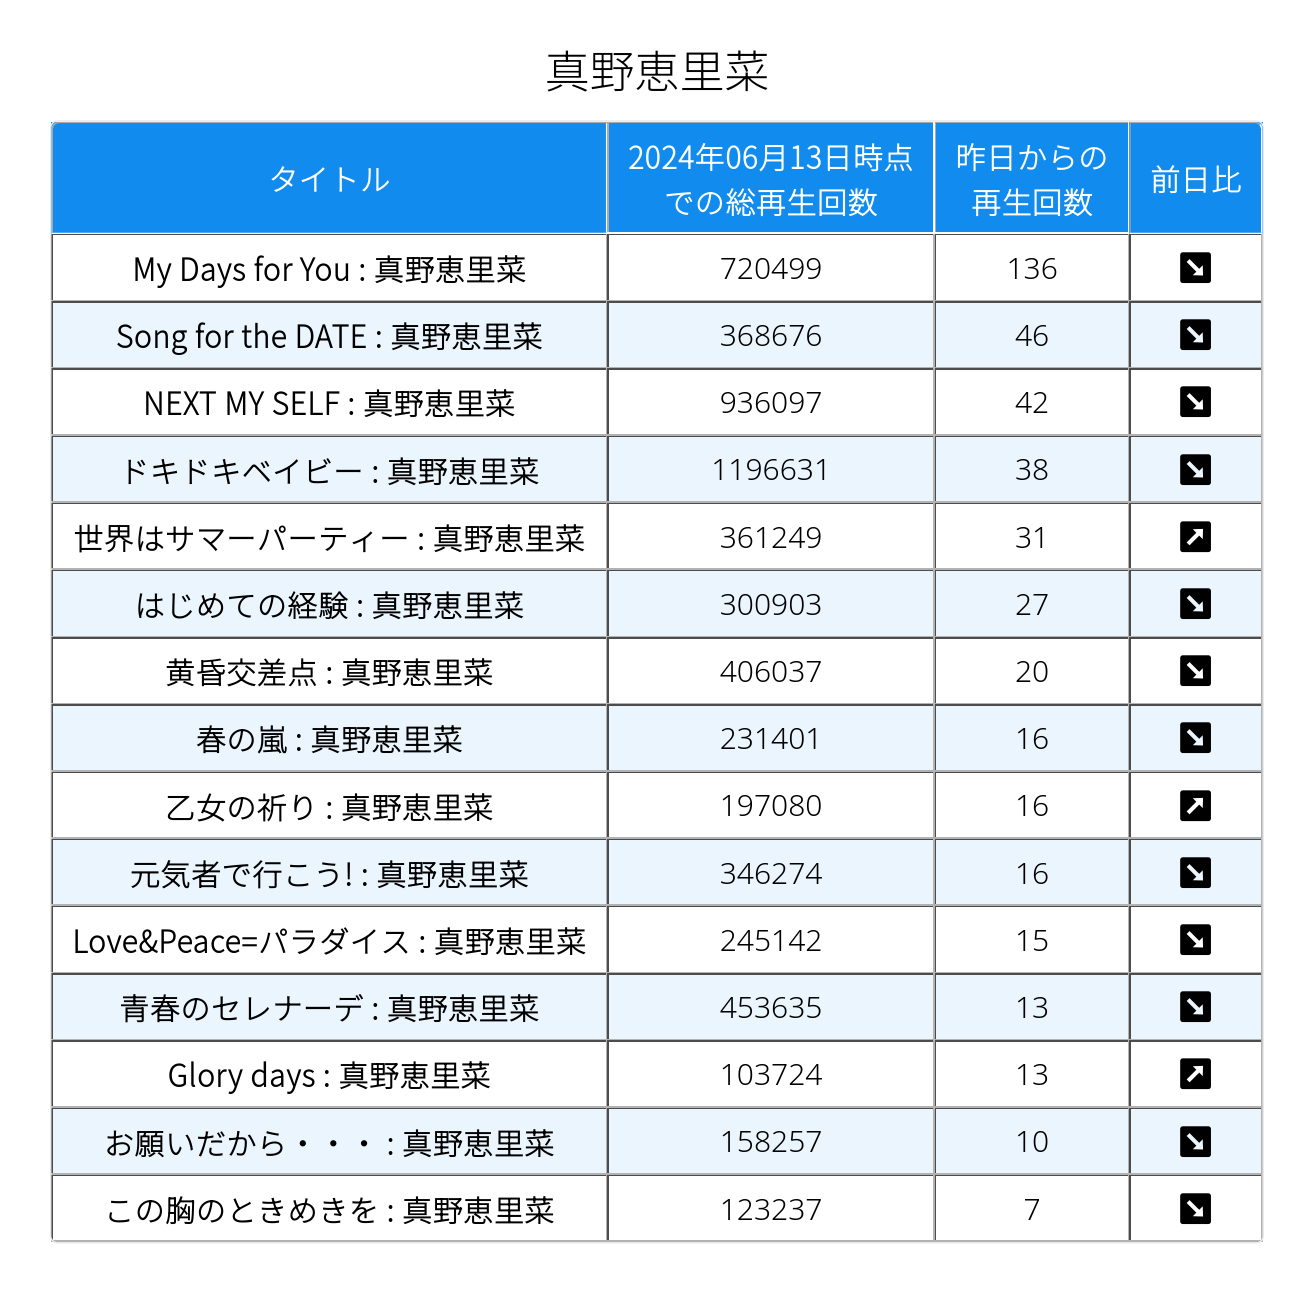 真野恵里菜
タイトル
2024年06月13日時点
での総再生回数
昨日からの
再生回数
前日比
My Days for You : 真野恵里菜 720499 136 ↘
Song for the DATE : 真野恵里菜 368676 46 ↘
NEXT MY SELF : 真野恵里菜 936097 42 ↘
ドキドキベイビー : 真野恵里菜 1196631 38 ↘
世界はサマーパーティー : 真野恵里菜 361249 31 ↗
はじめての経験 : 真野恵里菜 300903 27 ↘
黄昏交差点 : 真野恵里菜 406037 20 ↘
春の嵐 : 真野恵里菜 231401 16 ↘
乙女の祈り : 真野恵里菜 197080 16 ↗
元気者で行こう! : 真野恵里菜 346274 16 ↘
Love&Peace=パラダイス : 真野恵里菜 245142 15 ↘
青春のセレナーデ : 真野恵里菜 453635 13 ↘
Glory days : 真野恵里菜 103724 13 ↗
お願いだから・・・ : 真野恵里菜 158257 10 ↘
この胸のときめきを : 真野恵里菜 123237 7 ↘